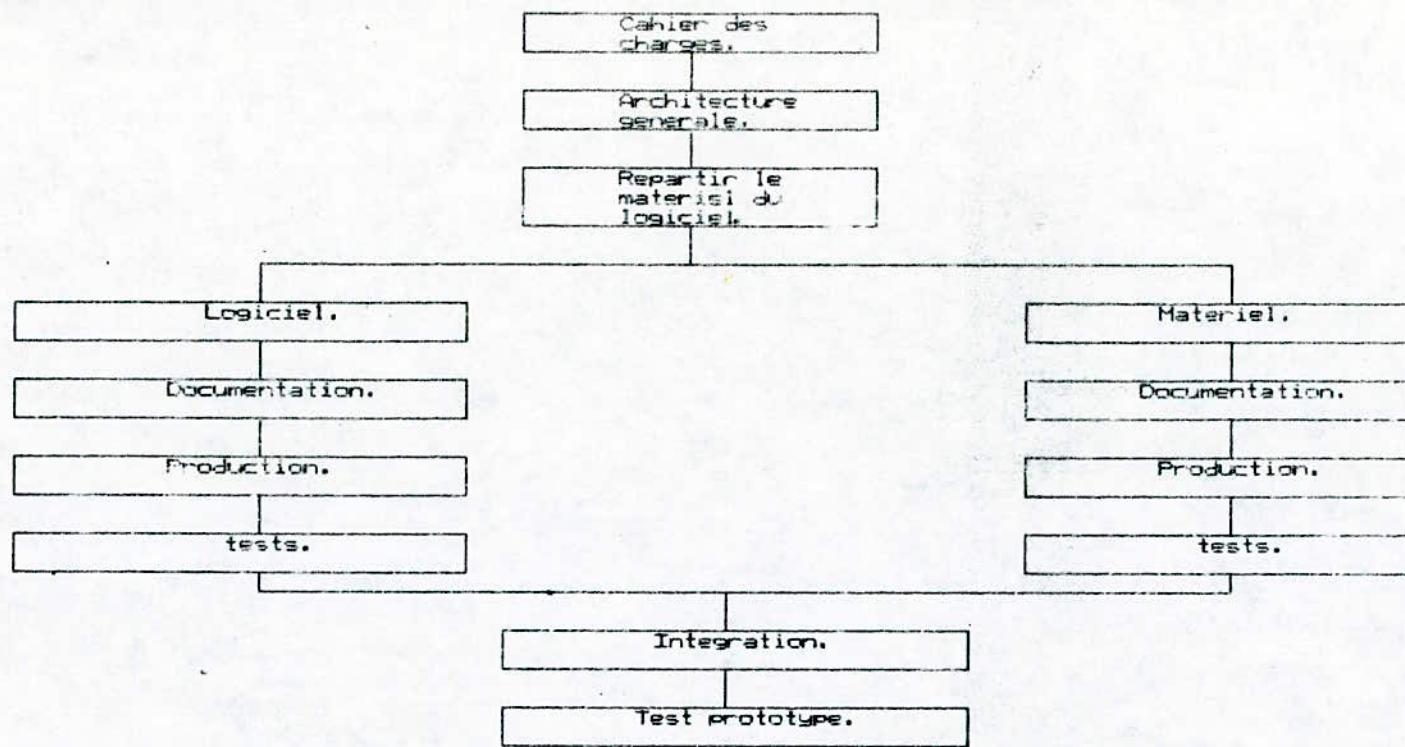 Cahier des
charges.
Architecture
generale.
Repartir le
materisl du
logiciel.
Logiciel.
Materiel.
Documentation.
Documentation.
Production.
Production.
tests.
tests.
Integration.
Test prototype.